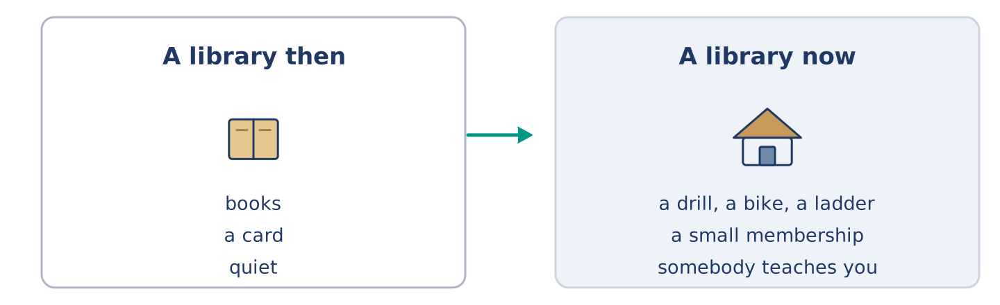 A library then
books
a card
quiet
A library now
a drill, a bike, a ladder
a small membership
somebody teaches you